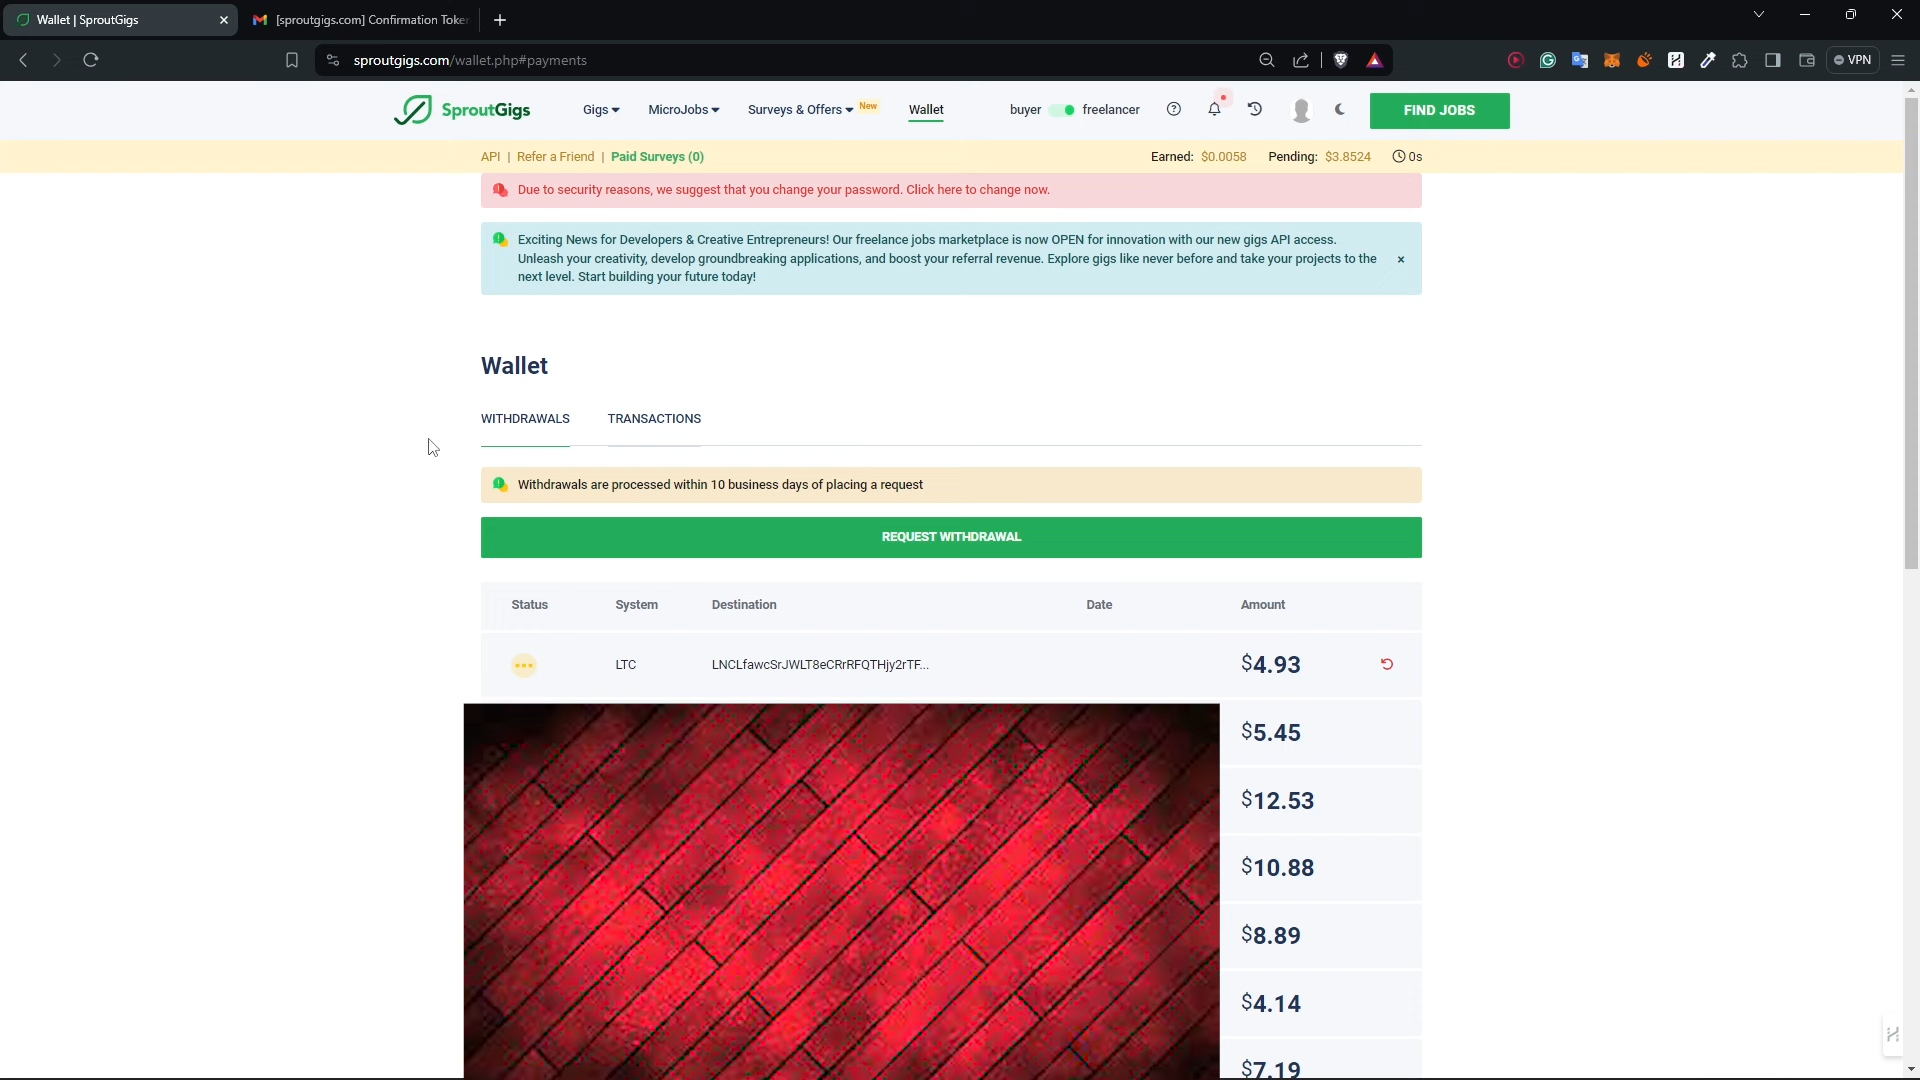 Wallet | SproutGigs
[sproutgigs.com] Confirmation Toke
sproutgigs.com/wallet.php#payments
VPN
SproutGigs
Gigs
MicroJobs
Surveys & Offers New
Wallet
buyer
freelancer
FIND JOBS
API | Refer a Friend | Paid Surveys (0)
Earned: $0.0058 Pending: $3.8524 0s
Due to security reasons, we suggest that you change your password. Click here to change now.
Exciting News for Developers & Creative Entrepreneurs! Our freelance jobs marketplace is now OPEN for innovation with our new gigs API access.
Unleash your creativity, develop groundbreaking applications, and boost your referral revenue. Explore gigs like never before and take your projects to the
next level. Start building your future today!
Wallet
WITHDRAWALS TRANSACTIONS
Withdrawals are processed within 10 business days of placing a request
REQUEST WITHDRAWAL
Status System Destination Date Amount
LTC LNCLfawcSrJWLT8eCRrRFQTHjy2rTF... $4.93
$5.45
$12.53
$10.88
$8.89
$4.14
$7.19